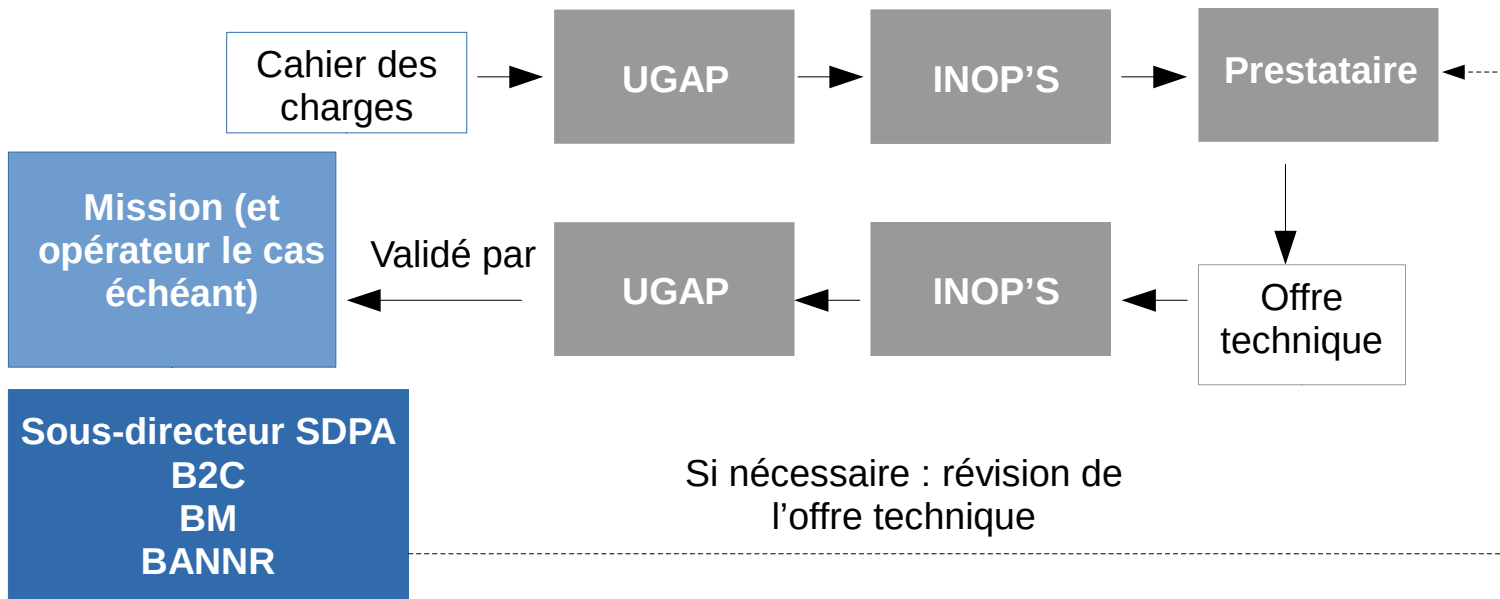 Cahier des
charges
UGAP
INOP’S
Prestataire
Mission (et
opérateur le cas
échéant)
Validé par
UGAP
INOP’S
Offre
technique
Sous-directeur SDPA
B2C
BM
BANNR
Si nécessaire : révision de
l’offre technique